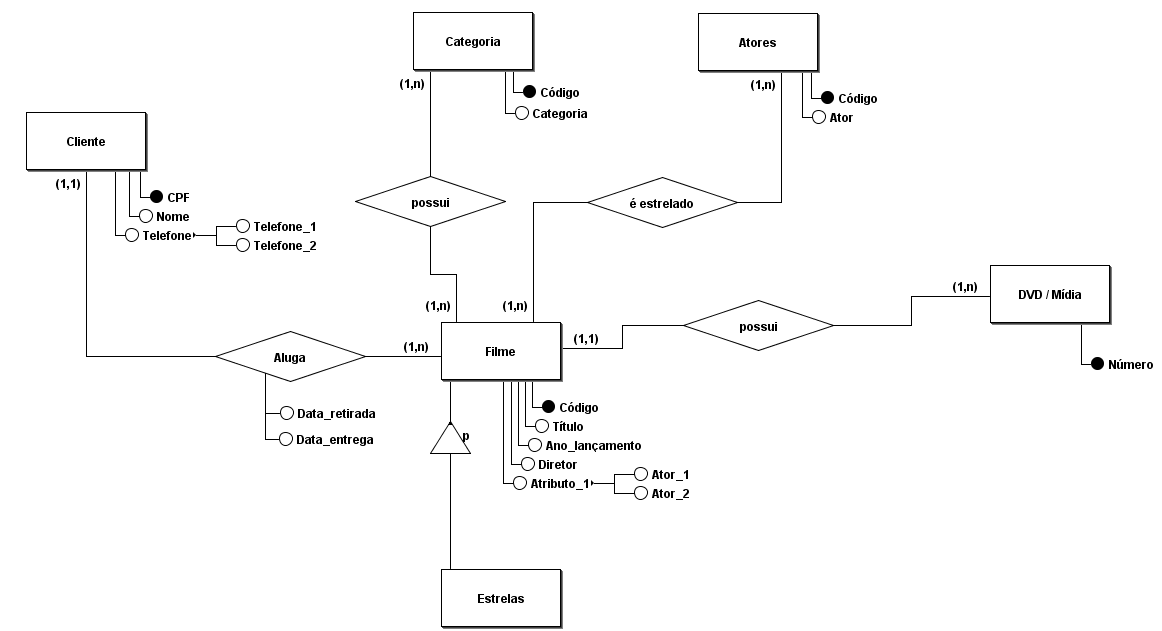 Categoria
Atores
(1,n)
(1,n)
Código
Categoria
Código
Ator
Cliente
(1,1)
CPF
Nome
Telefone
Telefone_1
Telefone_2
possui
é estrelado
(1,n)
(1,n)
(1,n)
DVD / Mídia
possui
(1,1)
(1,n)
Filme
Aluga
Número
Data_retirada
Data_entrega
Código
Título
Ano_lançamento
Diretor
Atributo_1
Ator_1
Ator_2
p
Estrelas